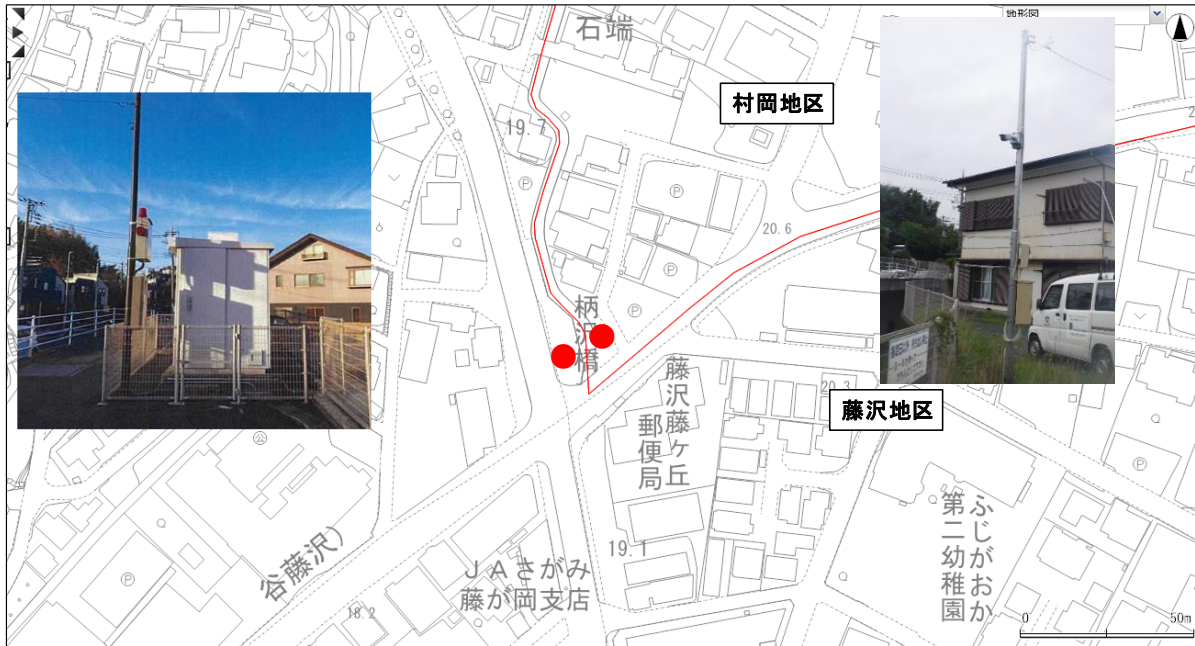 地形図
石端
村岡地区
19.7
Ⓟ
Ⓟ
20.6
Ⓟ
柄沢橋
Ⓟ
20.3
藤沢藤ヶ丘
郵便局
藤沢地区
公
Ⓟ
ふじがおか
第二幼稚園
19.1
谷藤沢)
JAさがみ
藤が岡支店
Ⓟ
18.2
0 50m